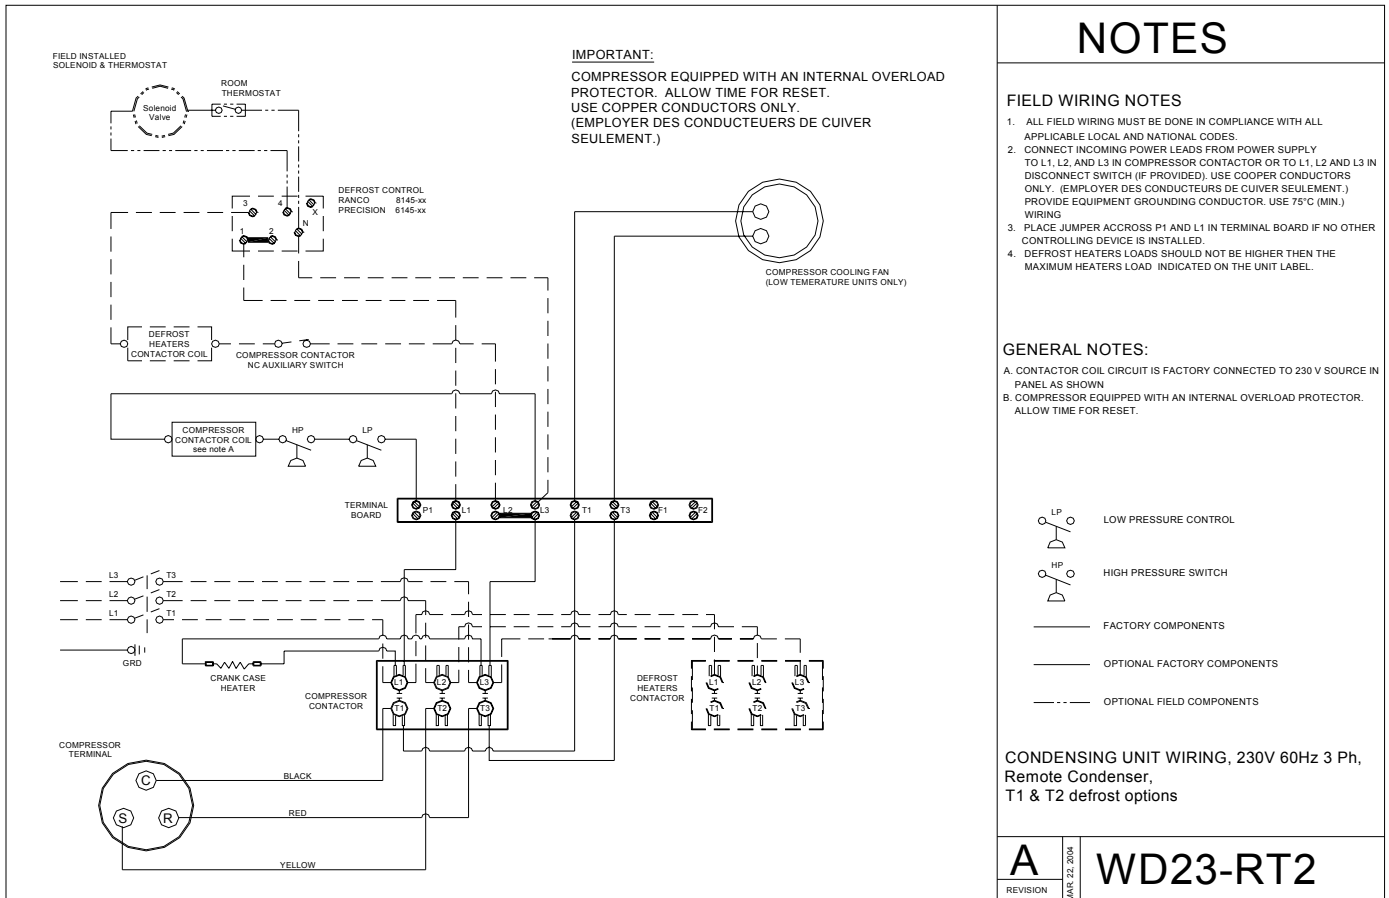 FIELD INSTALLED
SOLENOID & THERMOSTAT
Solenoid
Valve
ROOM
THERMOSTAT
IMPORTANT:
COMPRESSOR EQUIPPED WITH AN INTERNAL OVERLOAD
PROTECTOR. ALLOW TIME FOR RESET.
USE COPPER CONDUCTORS ONLY.
(EMPLOYER DES CONDUCTEUERS DE CUIVER
SEULEMENT.)
DEFROST CONTROL
RANCO 8145-xx
PRECISION 6145-xx
3
4
X
N
1
2
COMPRESSOR COOLING FAN
(LOW TEMERATURE UNITS ONLY)
DEFROST
HEATERS
CONTACTOR COIL
COMPRESSOR CONTACTOR
NC AUXILIARY SWITCH
COMPRESSOR
CONTACTOR COIL
see note A
HP
LP
TERMINAL
BOARD
P1
L1
L2
L3
T1
T3
F1
F2
L3
T3
L2
T2
L1
T1
GRD
CRANK CASE
HEATER
COMPRESSOR
CONTACTOR
L1
L2
L3
T1
T2
T3
DEFROST
HEATERS
CONTACTOR
L1
L2
L3
T1
T2
T3
COMPRESSOR
TERMINAL
C
S
R
BLACK
RED
YELLOW
NOTES
FIELD WIRING NOTES
1. ALL FIELD WIRING MUST BE DONE IN COMPLIANCE WITH ALL
APPLICABLE LOCAL AND NATIONAL CODES.
2. CONNECT INCOMING POWER LEADS FROM POWER SUPPLY
TO L1, L2, AND L3 IN COMPRESSOR CONTACTOR OR TO L1, L2 AND L3 IN
DISCONNECT SWITCH (IF PROVIDED). USE COOPER CONDUCTORS
ONLY. (EMPLOYER DES CONDUCTEURS DE CUIVER SEULEMENT.)
PROVIDE EQUIPMENT GROUNDING CONDUCTOR. USE 75°C (MIN.)
WIRING
3. PLACE JUMPER ACCROSS P1 AND L1 IN TERMINAL BOARD IF NO OTHER
CONTROLLING DEVICE IS INSTALLED.
4. DEFROST HEATERS LOADS SHOULD NOT BE HIGHER THEN THE
MAXIMUM HEATERS LOAD INDICATED ON THE UNIT LABEL.
GENERAL NOTES:
A. CONTACTOR COIL CIRCUIT IS FACTORY CONNECTED TO 230 V SOURCE IN
PANEL AS SHOWN
B. COMPRESSOR EQUIPPED WITH AN INTERNAL OVERLOAD PROTECTOR.
ALLOW TIME FOR RESET.
LP
LOW PRESSURE CONTROL
HP
HIGH PRESSURE SWITCH
FACTORY COMPONENTS
OPTIONAL FACTORY COMPONENTS
OPTIONAL FIELD COMPONENTS
CONDENSING UNIT WIRING, 230V 60Hz 3 Ph,
Remote Condenser,
T1 & T2 defrost options
A
REVISION
MAR. 22, 2004
WD23-RT2